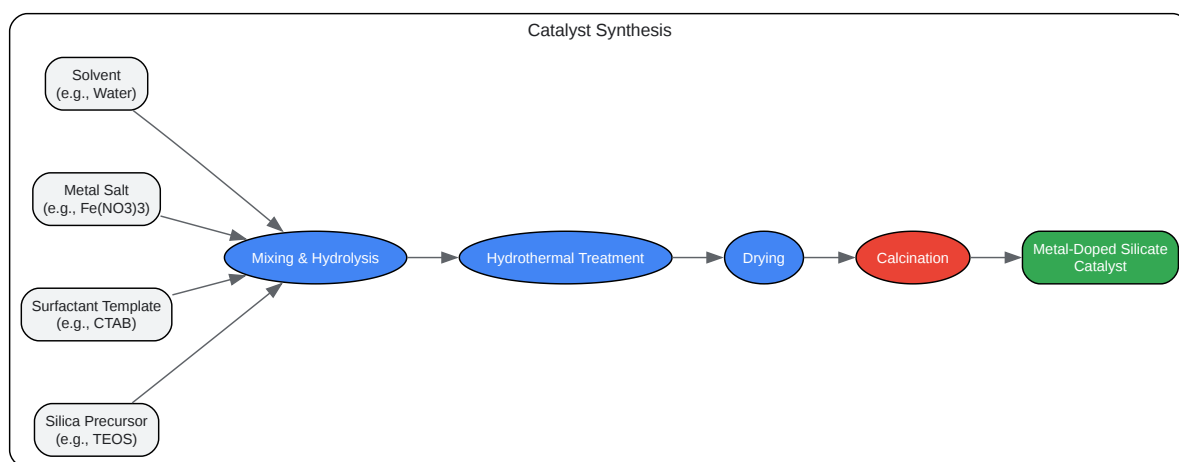 Catalyst Synthesis
Solvent
(e.g., Water)
Metal Salt
(e.g., Fe(NO3)3)
Surfactant Template
(e.g., CTAB)
Silica Precursor
(e.g., TEOS)
Mixing & Hydrolysis
Hydrothermal Treatment
Drying
Calcination
Metal-Doped Silicate
Catalyst